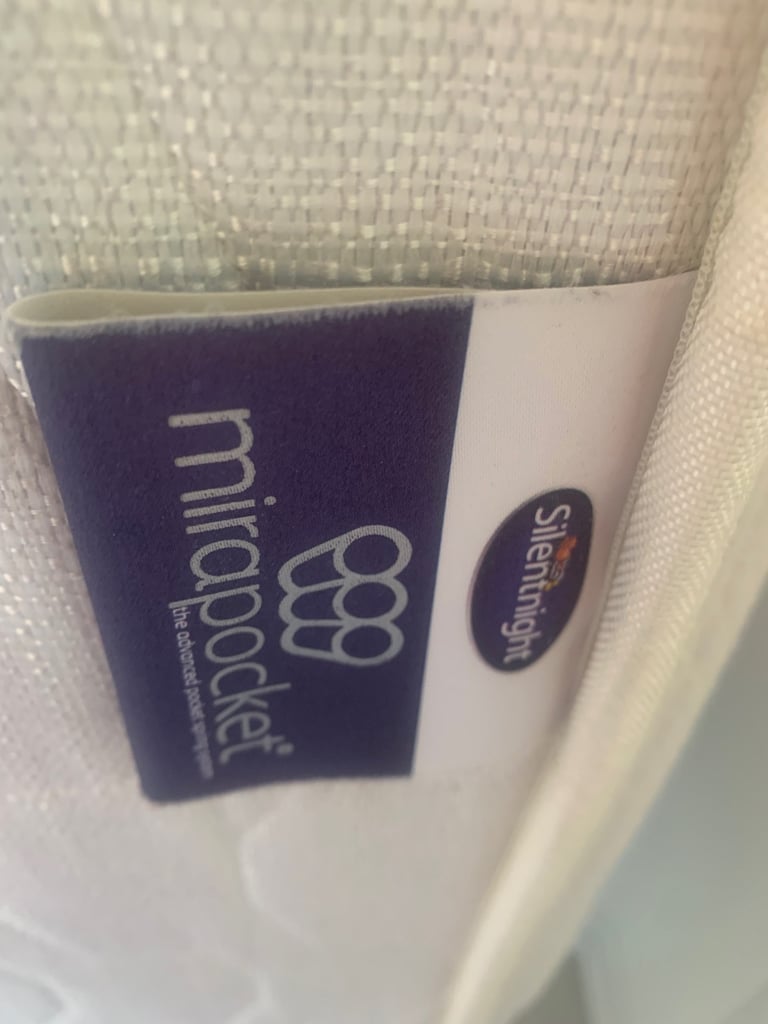 Silentnight
mirapocket®
the advanced pocket spring system